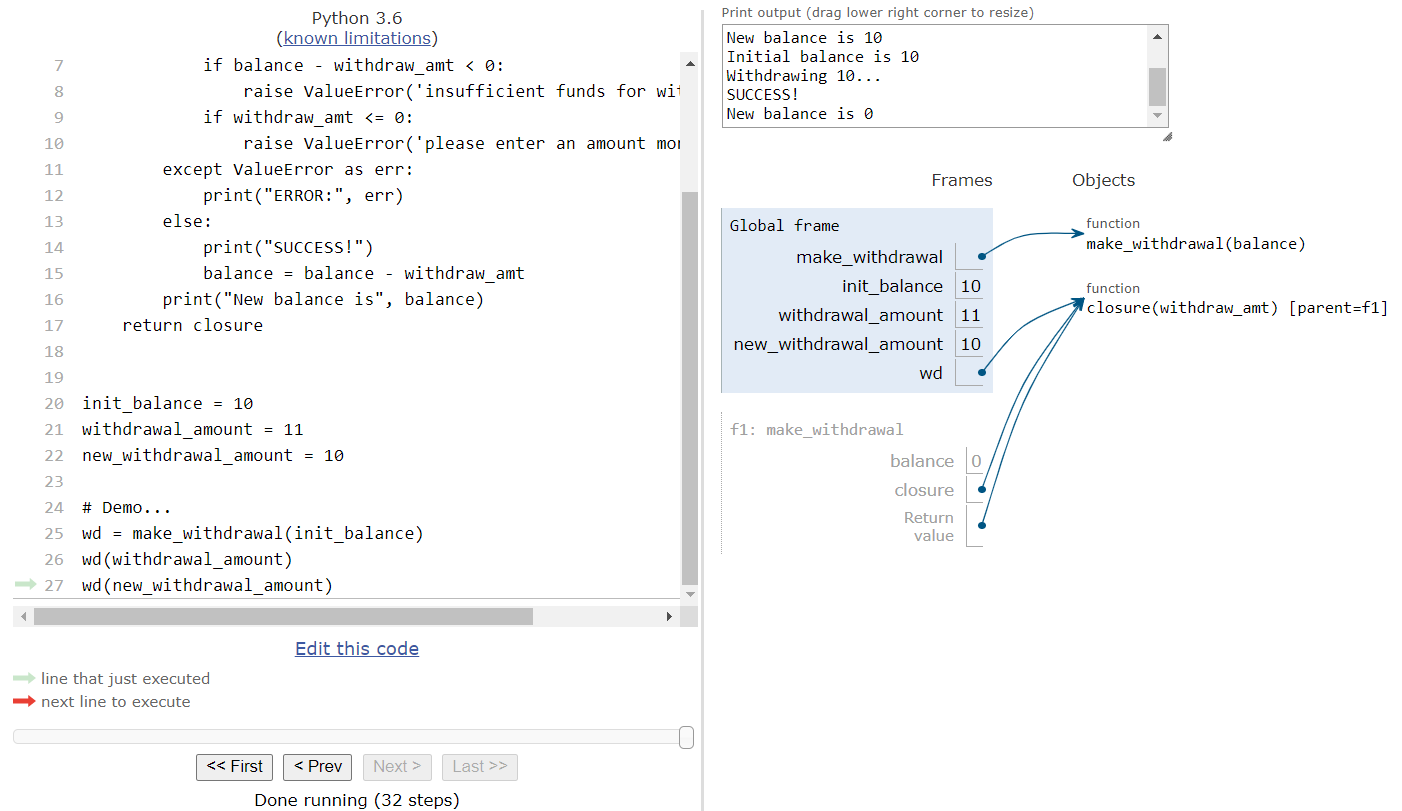 Python 3.6
(known limitations)
7 if balance - withdraw_amt < 0:
8 raise ValueError('insufficient funds for wit
9 if withdraw_amt <= 0:
10 raise ValueError('please enter an amount mor
11 except ValueError as err:
12 print("ERROR:", err)
13 else:
14 print("SUCCESS!")
15 balance = balance - withdraw_amt
16 print("New balance is", balance)
17 return closure
18
19
20 init_balance = 10
21 withdrawal_amount = 11
22 new_withdrawal_amount = 10
23
24 # Demo...
25 wd = make_withdrawal(init_balance)
26 wd(withdrawal_amount)
27 wd(new_withdrawal_amount)
Edit this code
line that just executed
next line to execute
<< First
< Prev
Next >
Last >>
Done running (32 steps)
Print output (drag lower right corner to resize)
New balance is 10
Initial balance is 10
Withdrawing 10...
SUCCESS!
New balance is 0
Frames
Objects
Global frame
make_withdrawal
init_balance 10
withdrawal_amount 11
new_withdrawal_amount 10
wd
f1: make_withdrawal
balance 0
closure
Return
value
function
make_withdrawal(balance)
function
closure(withdraw_amt) [parent=f1]